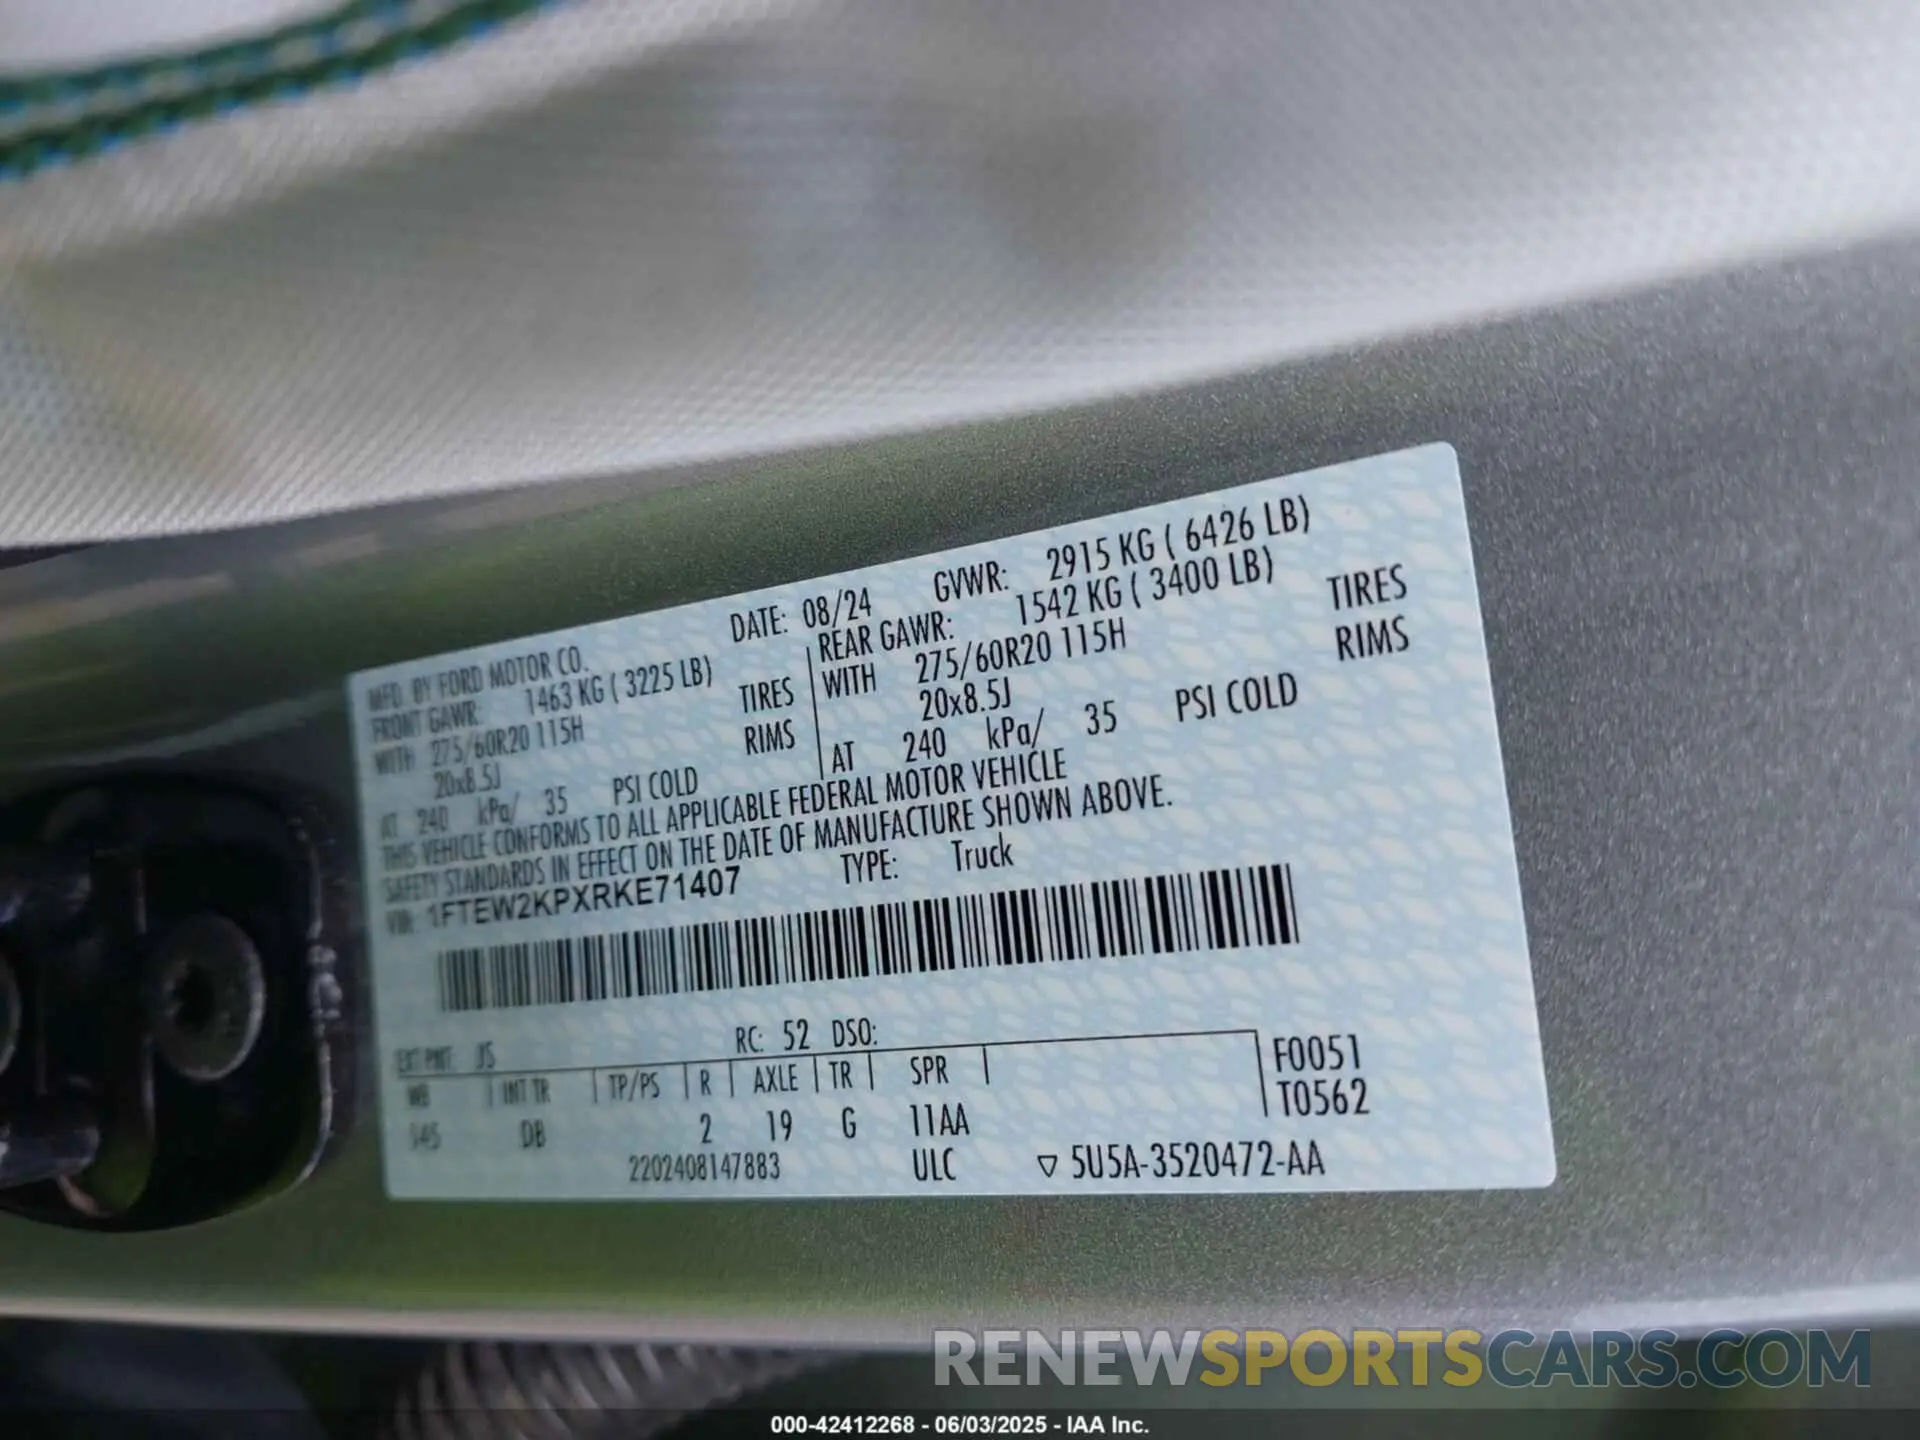 MFD. BY FORD MOTOR CO. DATE: 08/24 GVWR: 2915 KG ( 6426 LB)
FRONT GAWR: 1463 KG ( 3225 LB) REAR GAWR: 1542 KG ( 3400 LB)
WITH 275/60R20 115H TIRES WITH 275/60R20 115H TIRES
20x8.5J RIMS 20x8.5J RIMS
AT 240 kPa/ 35 PSI COLD AT 240 kPa/ 35 PSI COLD
THIS VEHICLE CONFORMS TO ALL APPLICABLE FEDERAL MOTOR VEHICLE
SAFETY STANDARDS IN EFFECT ON THE DATE OF MANUFACTURE SHOWN ABOVE.
VIN: 1FTEW2KPXRKE71407 TYPE: Truck
EXT PNT: JS RC: 52 DSO:
WB INT TR TP/PS R AXLE TR SPR F0051
145 DB 2 19 G 11AA T0562
2202408147883 ULC ▽ 5U5A-3520472-AA
RENEWSPORTSCARS.COM
000-42412268 - 06/03/2025 - IAA Inc.